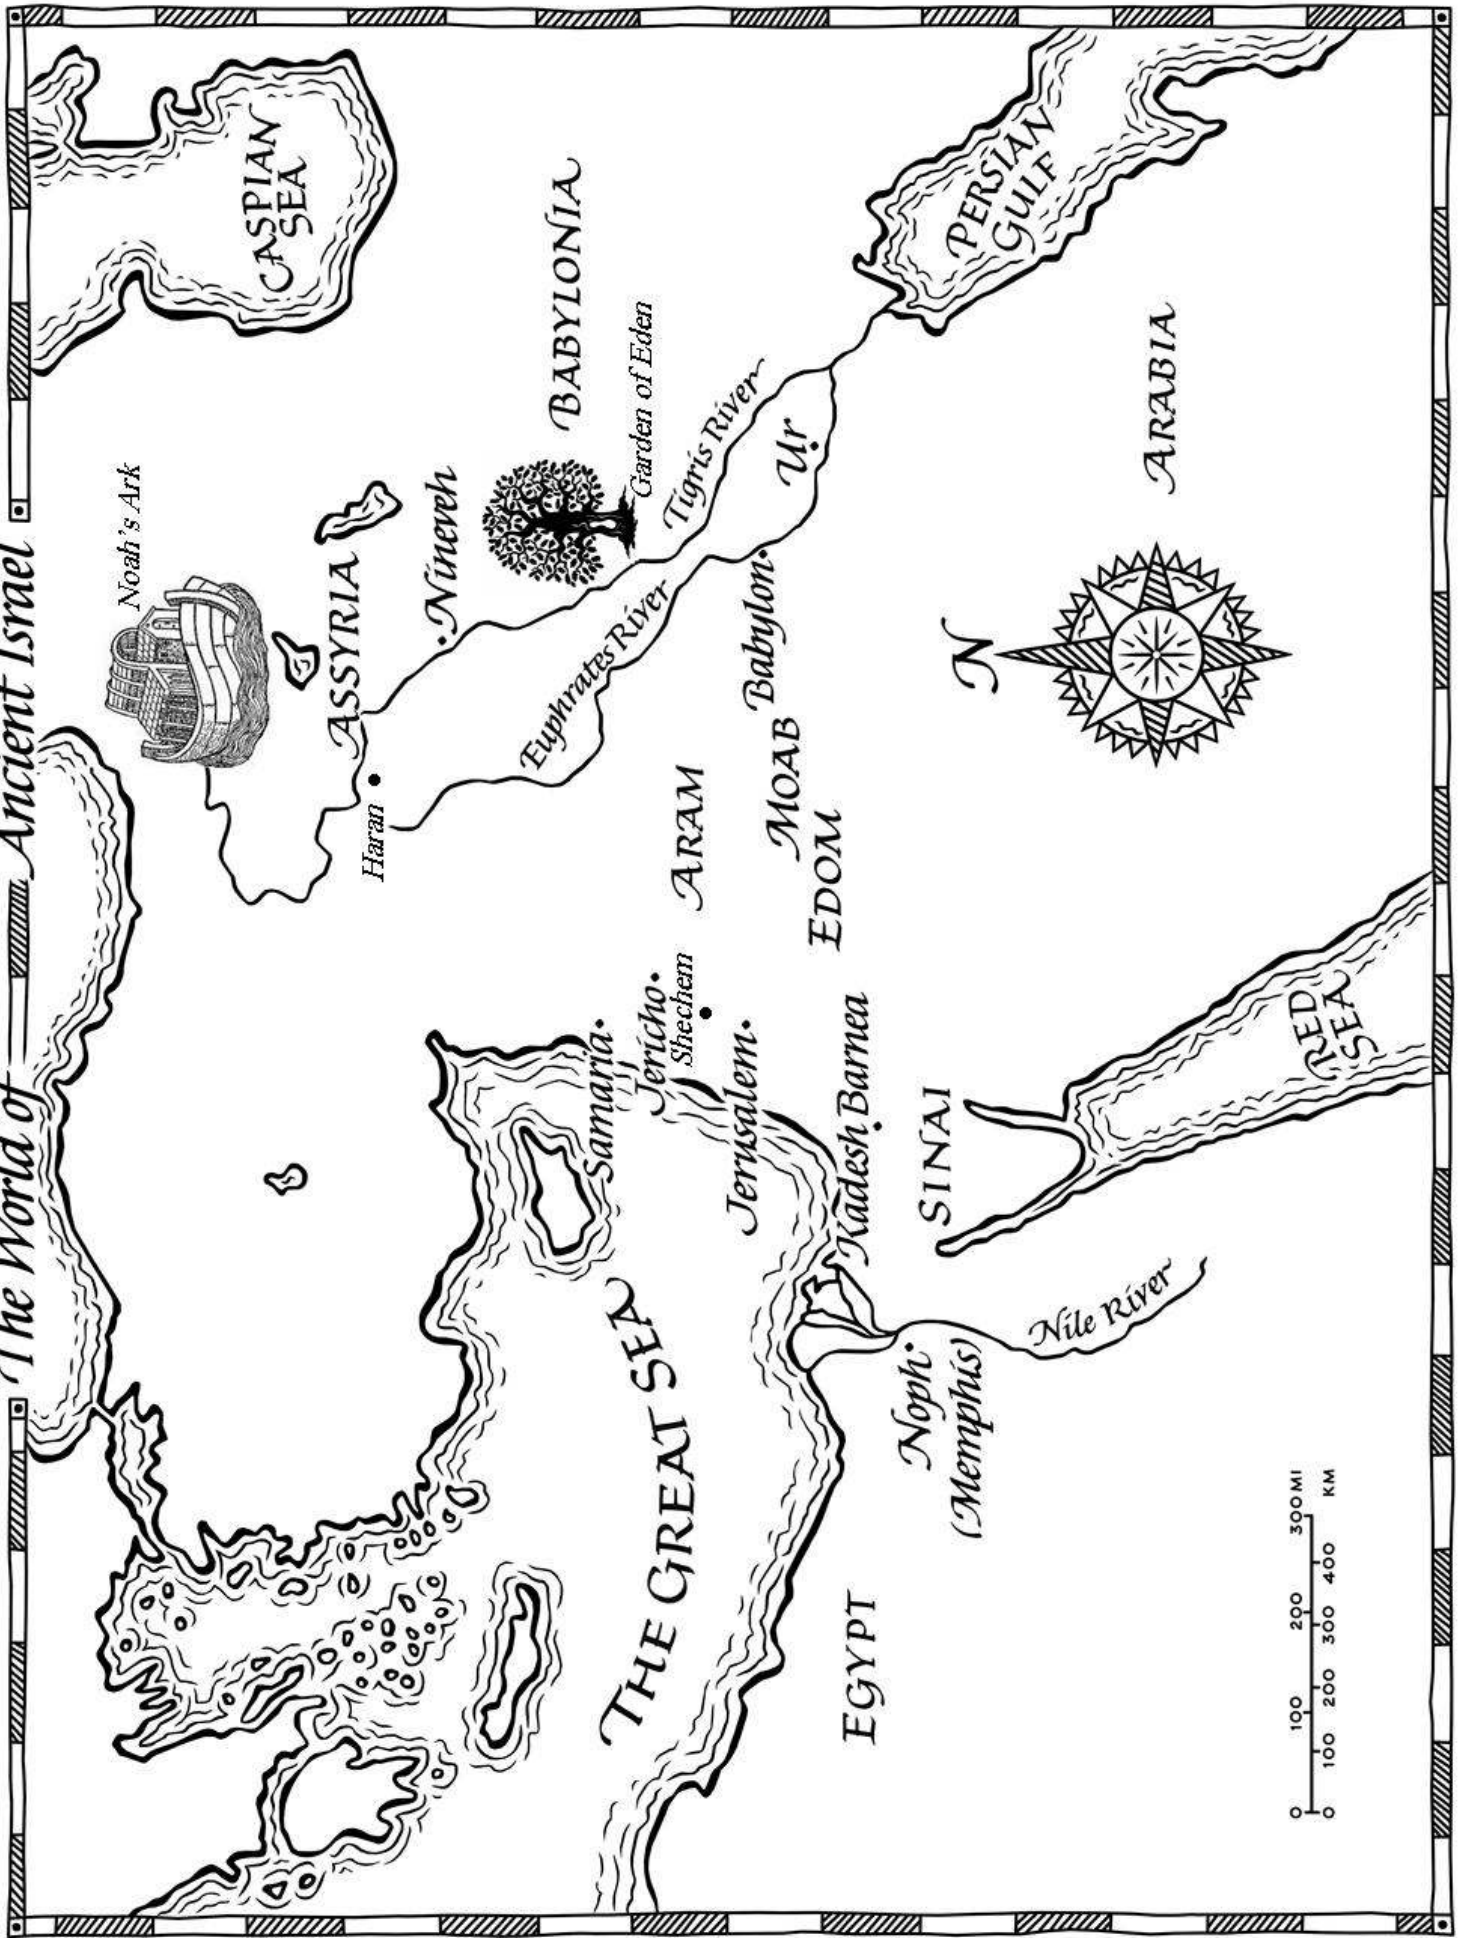 The World of Ancient Israel
Noah's Ark
CASPIAN
SEA
ASSYRIA
Haran
Nineveh
BABYLONIA
Garden of Eden
Tigris River
Euphrates River
Ur
Babylon
PERSIAN
GULF
ARAM
MOAB
EDOM
Samaria
Jericho
Shechem
Jerusalem
Kadesh Barnea
THE GREAT SEA
SINAI
Noph
(Memphis)
Nile River
EGYPT
ARABIA
N
RED
SEA
0 100 200 300 MI
0 100 200 300 400 KM